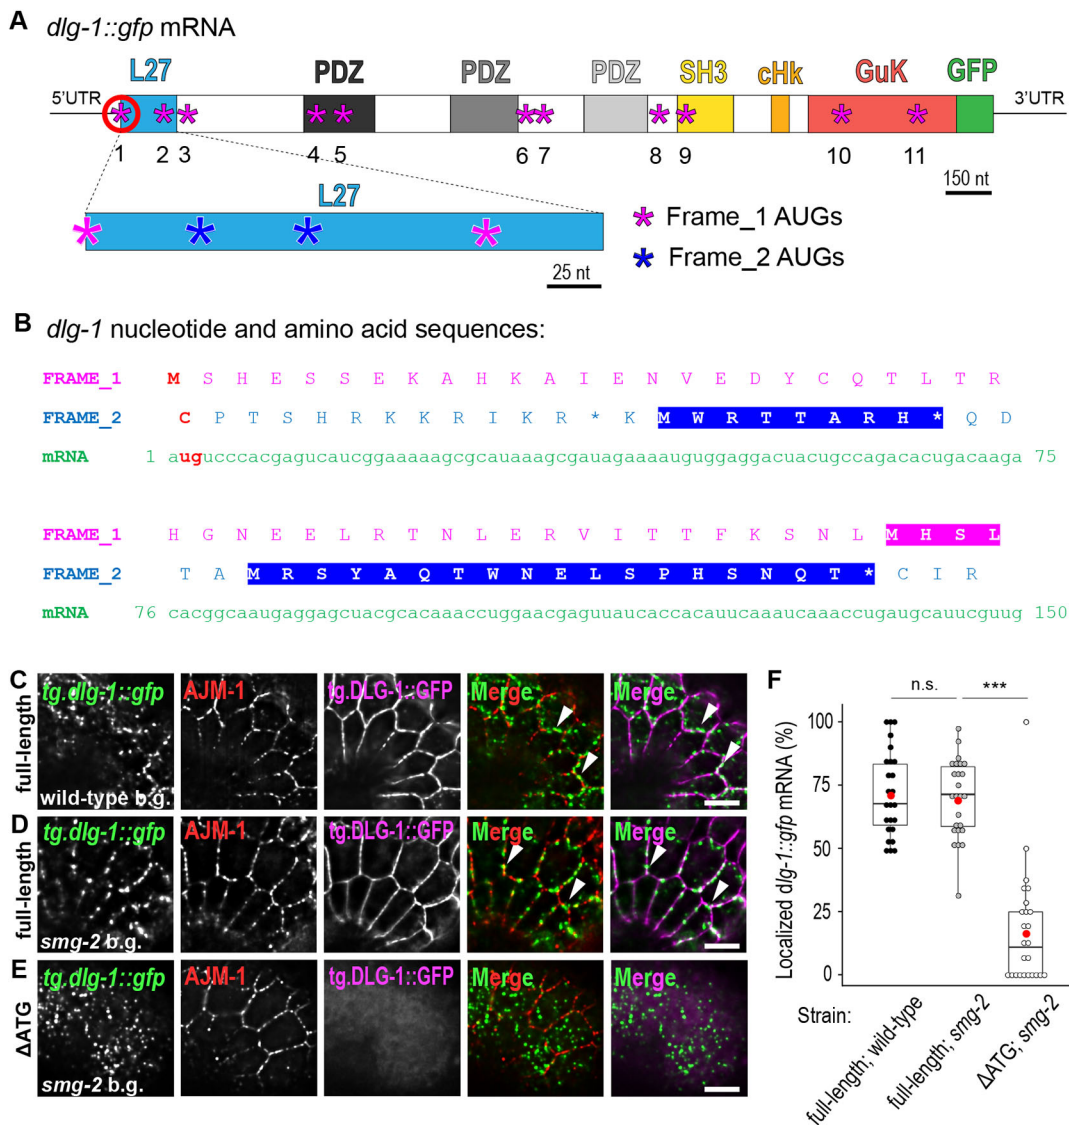 A dlg-1::gfp mRNA
L27 PDZ PDZ PDZ SH3 cHk GuK GFP
5'UTR 3'UTR
1 2 3 4 5 6 7 8 9 10 11
150 nt
L27
* Frame_1 AUGs
* Frame_2 AUGs
25 nt
B dlg-1 nucleotide and amino acid sequences:
FRAME_1 M S H E S S E K A H K A I E N V E D Y C Q T L T R
FRAME_2 C P T S H R K K R I K R * K M W R T T A R H * Q D
mRNA 1 augucccacgagucaucggaaaaagcgcauaaagcgauagaaaauguggaggacuacugccagacacugacaaga 75
FRAME_1 H G N E E L R T N L E R V I T T F K S N L M H S L
FRAME_2 T A M R S Y A Q T W N E L S P H S N Q T * C I R
mRNA 76 cacggcaaugaggagcuacgcacaaaccuggaacgaguuaucaccacauucaaaucaaaccugaugcauucguug 150
C full-length tg.dlg-1::gfp AJM-1 tg.DLG-1::GFP Merge Merge
wild-type b.g.
D full-length tg.dlg-1::gfp AJM-1 tg.DLG-1::GFP Merge Merge
smg-2 b.g.
E ΔATG tg.dlg-1::gfp AJM-1 tg.DLG-1::GFP Merge Merge
smg-2 b.g.
F
n.s. ***
Localized dlg-1::gfp mRNA (%)
100
75
50
25
0
Strain:
full-length; wild-type
full-length; smg-2
ΔATG; smg-2